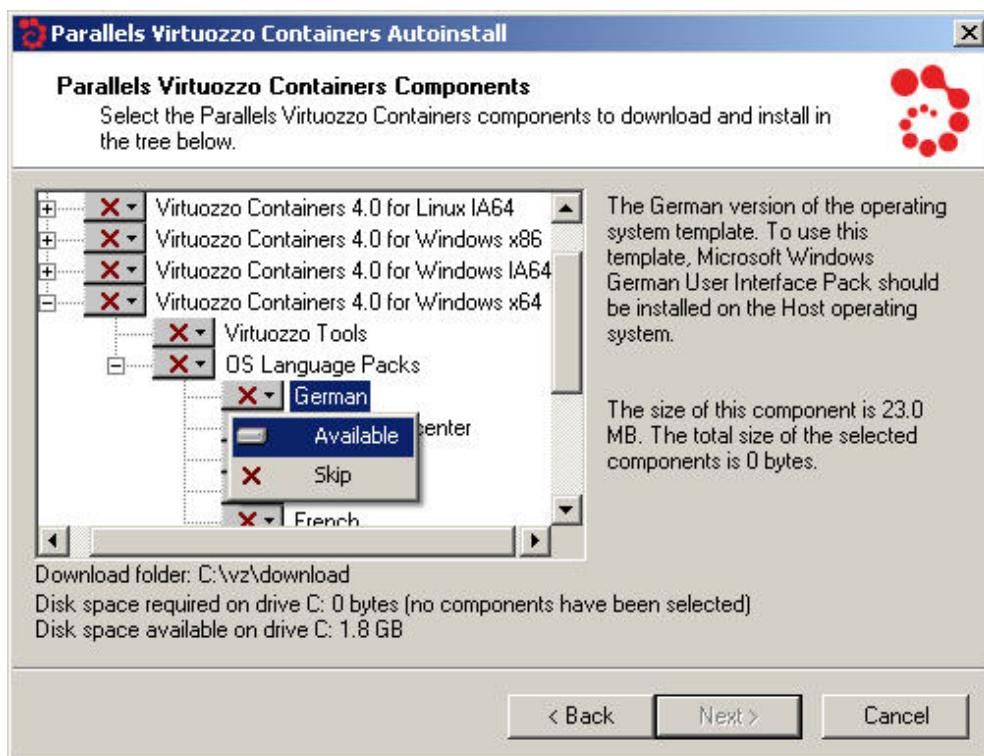 Parallels Virtuozzo Containers Autoinstall
Parallels Virtuozzo Containers Components
Select the Parallels Virtuozzo Containers components to download and install in
the tree below.
Virtuozzo Containers 4.0 for Linux IA64
Virtuozzo Containers 4.0 for Windows x86
Virtuozzo Containers 4.0 for Windows IA64
Virtuozzo Containers 4.0 for Windows x64
Virtuozzo Tools
OS Language Packs
German
Available
center
Skip
French
The German version of the operating
system template. To use this
template, Microsoft Windows
German User Interface Pack should
be installed on the Host operating
system.
The size of this component is 23.0
MB. The total size of the selected
components is 0 bytes.
Download folder: C:\vz\download
Disk space required on drive C: 0 bytes (no components have been selected)
Disk space available on drive C: 1.8 GB
< Back
Next >
Cancel